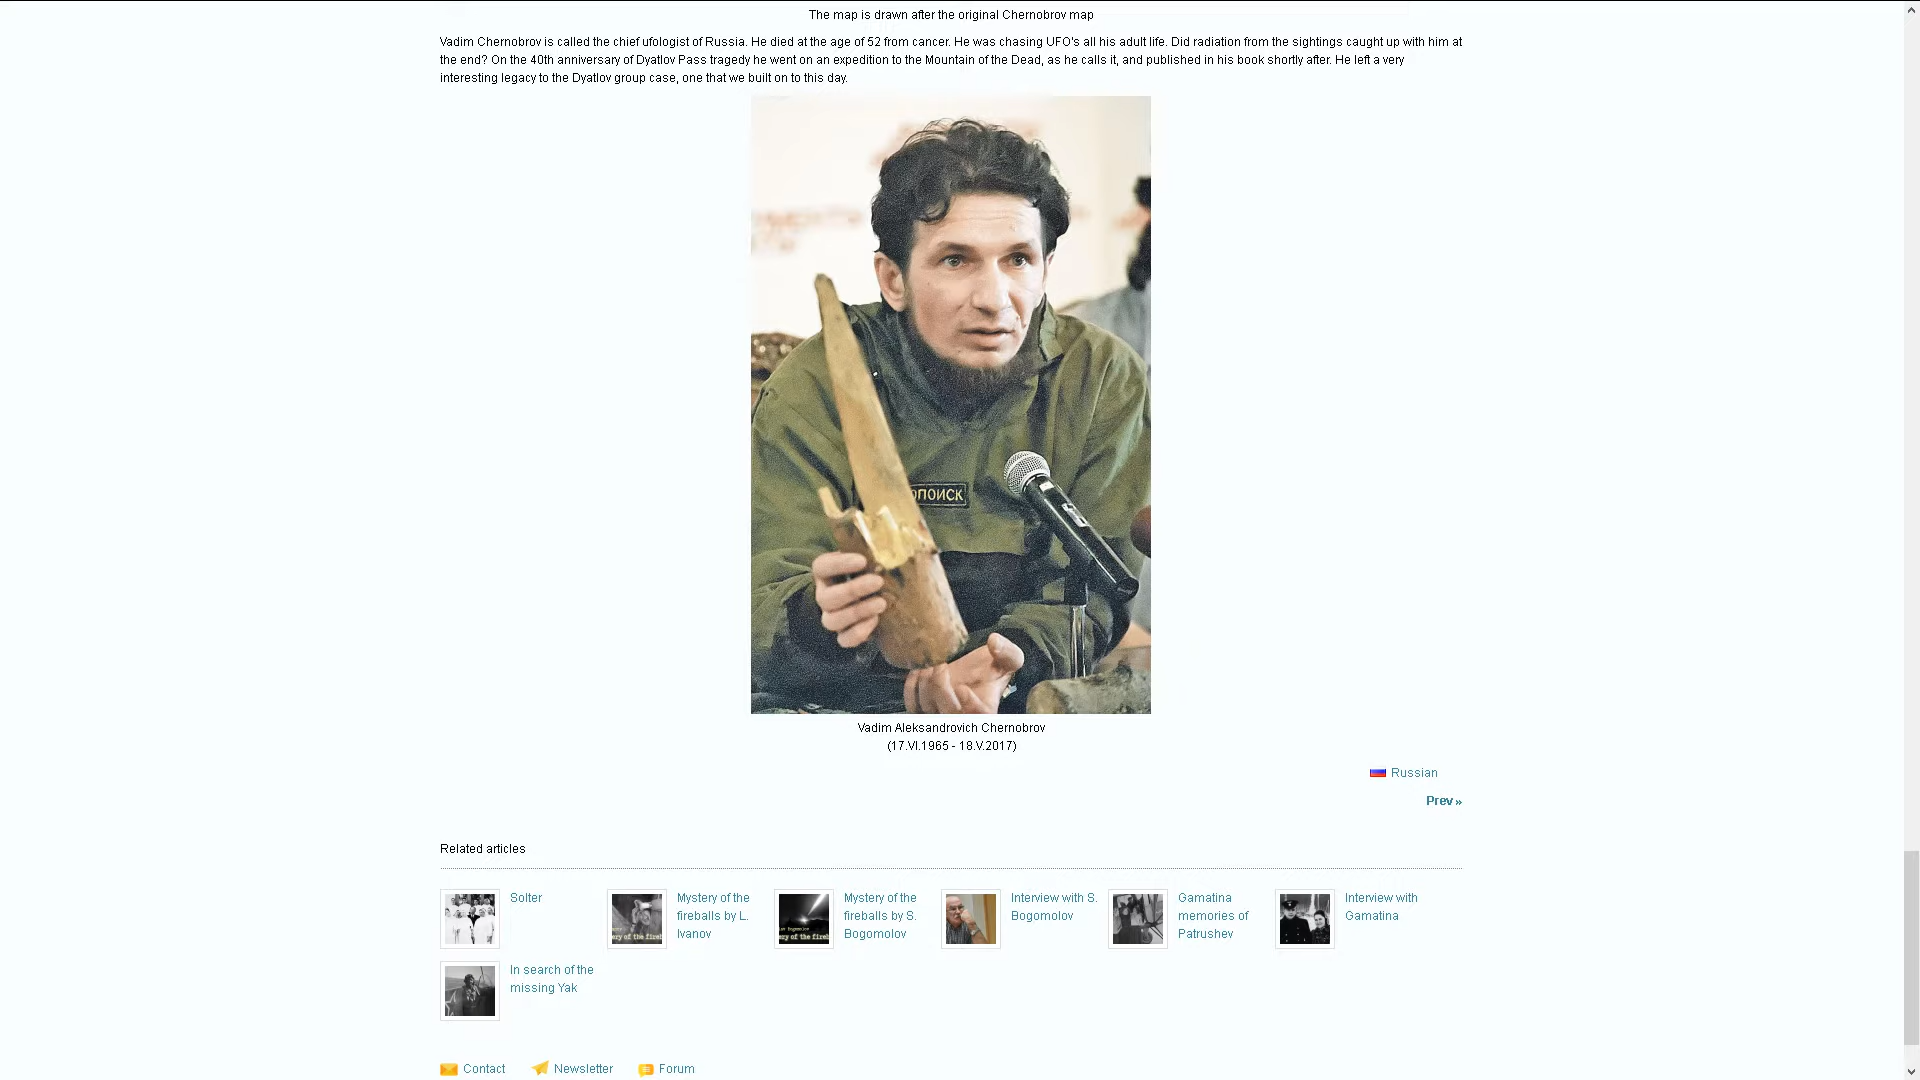 The map is drawn after the original Chernobrov map
Vadim Chernobrov is called the chief ufologist of Russia. He died at the age of 52 from cancer. He was chasing UFO's all his adult life. Did radiation from the sightings caught up with him at
the end? On the 40th anniversary of Dyatlov Pass tragedy he went on an expedition to the Mountain of the Dead, as he calls it, and published in his book shortly after. He left a very
interesting legacy to the Dyatlov group case, one that we built on to this day.
ОПОИСК
Vadim Aleksandrovich Chernobrov
(17.VI.1965 - 18.V.2017)
Russian
Prev »
Related articles
Solter
Mystery of the
fireballs by L.
Ivanov
Mystery of the
fireballs by S.
Bogomolov
Interview with S.
Bogomolov
Gamatina
memories of
Patrushev
Interview with
Gamatina
In search of the
missing Yak
Contact
Newsletter
Forum